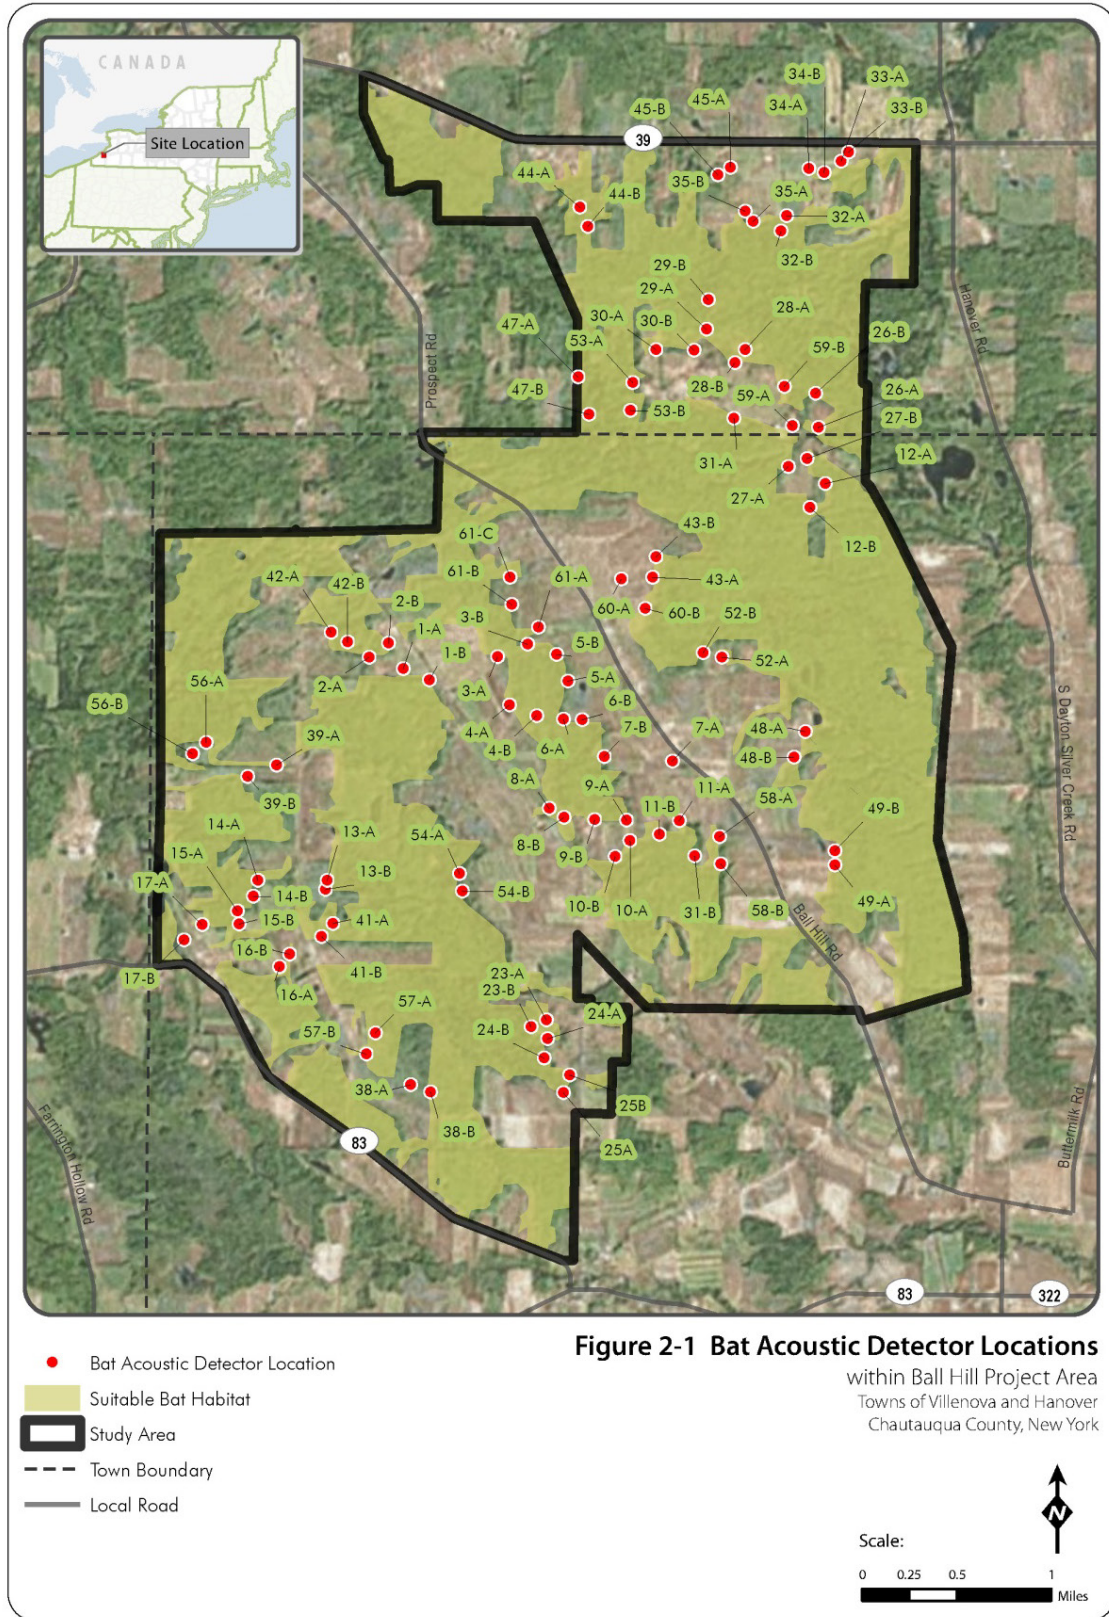 CANADA
Site Location
39
33-A
34-B
33-B
45-A
34-A
45-B
44-A
35-B
35-A
44-B
32-A
32-B
29-B
29-A
30-A
30-B
28-A
47-A
53-A
26-B
59-B
28-B
59-A
26-A
47-B
53-B
27-B
31-A
12-A
27-A
12-B
Prospect Rd
Hanover Rd
43-B
61-C
61-B
61-A
42-A
42-B
2-B
3-B
60-A
43-A
60-B
1-A
5-B
52-B
1-B
52-A
2-A
3-A
5-A
56-A
56-B
4-A
6-B
4-B
6-A
7-B
7-A
48-A
48-B
39-A
39-B
8-A
9-A
11-A
11-B
58-A
49-B
14-A
13-A
54-A
8-B
9-B
15-A
13-B
54-B
49-A
17-A
14-B
10-B
10-A
31-B
58-B
15-B
41-A
16-B
41-B
17-B
16-A
Ball Hill Rd
S Dayton Silver Creek Rd
23-A
23-B
57-A
24-A
24-B
57-B
38-A
25B
38-B
25A
83
Farrington Hollow Rd
Buttermilk Rd
83
322
Figure 2-1 Bat Acoustic Detector Locations
within Ball Hill Project Area
Towns of Villenova and Hanover
Chautauqua County, New York
Bat Acoustic Detector Location
Suitable Bat Habitat
Study Area
Town Boundary
Local Road
N
Scale:
0 0.25 0.5 1
Miles